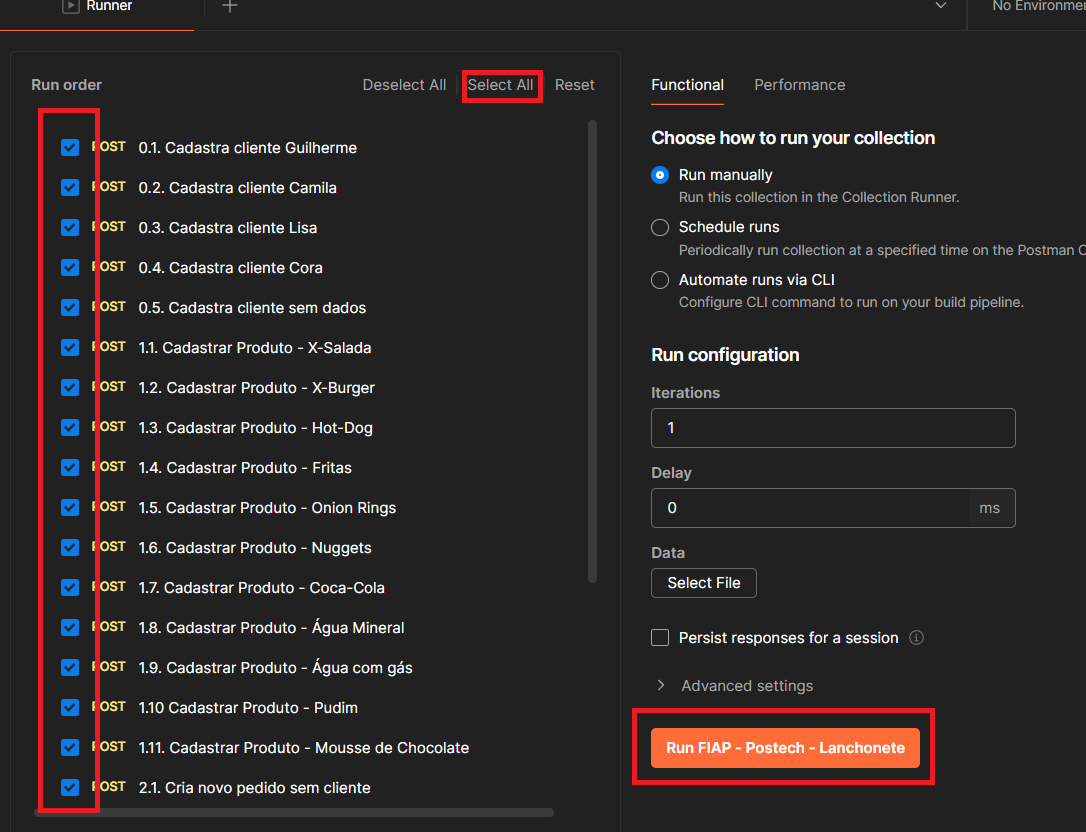 Runner
No Environmen
Run order
Deselect All
Select All
Reset
POST 0.1. Cadastra cliente Guilherme
POST 0.2. Cadastra cliente Camila
POST 0.3. Cadastra cliente Lisa
POST 0.4. Cadastra cliente Cora
POST 0.5. Cadastra cliente sem dados
POST 1.1. Cadastrar Produto - X-Salada
POST 1.2. Cadastrar Produto - X-Burger
POST 1.3. Cadastrar Produto - Hot-Dog
POST 1.4. Cadastrar Produto - Fritas
POST 1.5. Cadastrar Produto - Onion Rings
POST 1.6. Cadastrar Produto - Nuggets
POST 1.7. Cadastrar Produto - Coca-Cola
POST 1.8. Cadastrar Produto - Água Mineral
POST 1.9. Cadastrar Produto - Água com gás
POST 1.10 Cadastrar Produto - Pudim
POST 1.11. Cadastrar Produto - Mousse de Chocolate
POST 2.1. Cria novo pedido sem cliente
Functional
Performance
Choose how to run your collection
Run manually
Run this collection in the Collection Runner.
Schedule runs
Periodically run collection at a specified time on the Postman C
Automate runs via CLI
Configure CLI command to run on your build pipeline.
Run configuration
Iterations
1
Delay
0 ms
Data
Select File
Persist responses for a session
Advanced settings
Run FIAP - Postech - Lanchonete